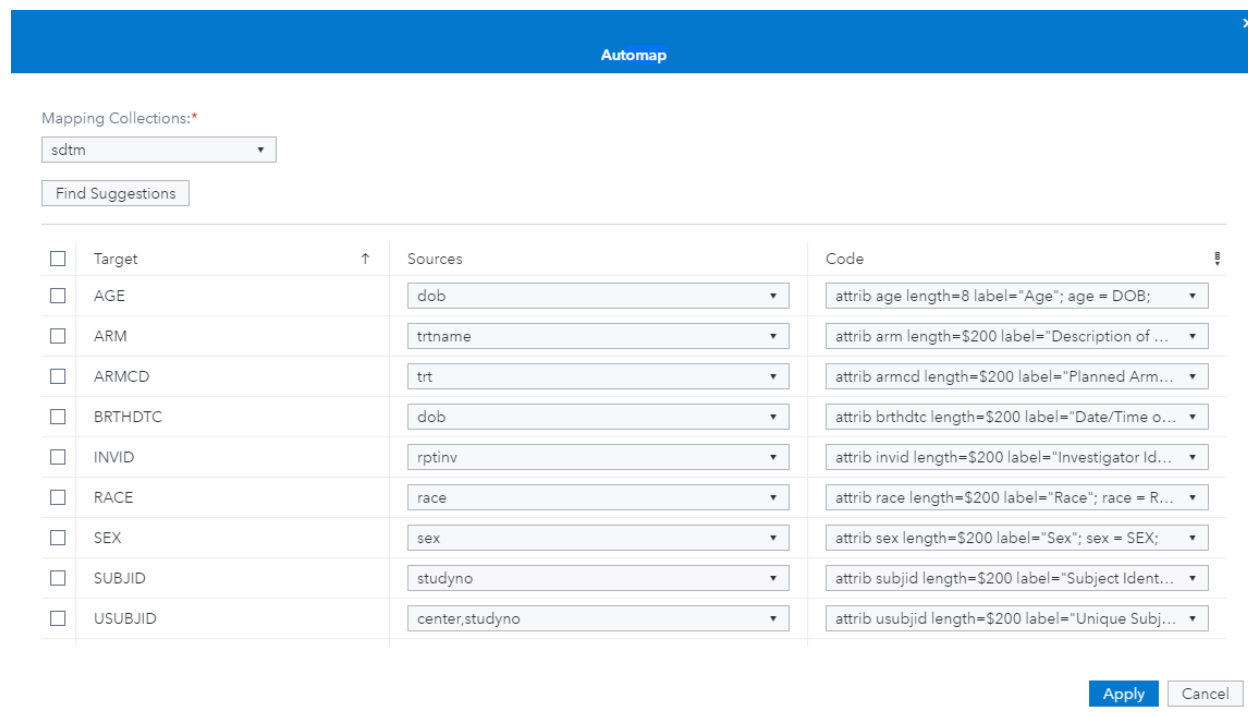 Automap
Mapping Collections:*
sdtm
Find Suggestions
Target ↑ Sources Code
AGE dob attrib age length=8 label="Age"; age = DOB;
ARM trtname attrib arm length=$200 label="Description of ...
ARMCD trt attrib armcd length=$200 label="Planned Arm...
BRTHDTC dob attrib brthdtc length=$200 label="Date/Time o...
INVID rptinv attrib invid length=$200 label="Investigator Id...
RACE race attrib race length=$200 label="Race"; race = R...
SEX sex attrib sex length=$200 label="Sex"; sex = SEX;
SUBJID studyno attrib subjid length=$200 label="Subject Ident...
USUBJID center,studyno attrib usubjid length=$200 label="Unique Subj...
Apply Cancel